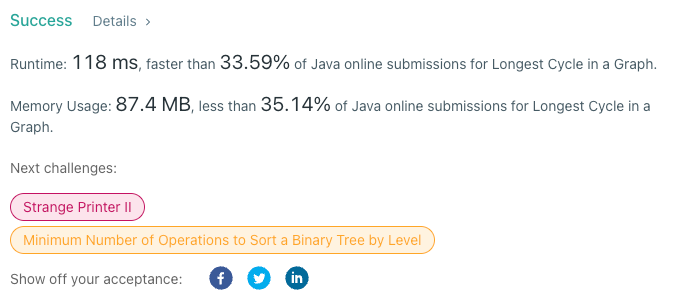 Success Details >
Runtime: 118 ms, faster than 33.59% of Java online submissions for Longest Cycle in a Graph.
Memory Usage: 87.4 MB, less than 35.14% of Java online submissions for Longest Cycle in a
Graph.
Next challenges:
Strange Printer II
Minimum Number of Operations to Sort a Binary Tree by Level
Show off your acceptance: f in